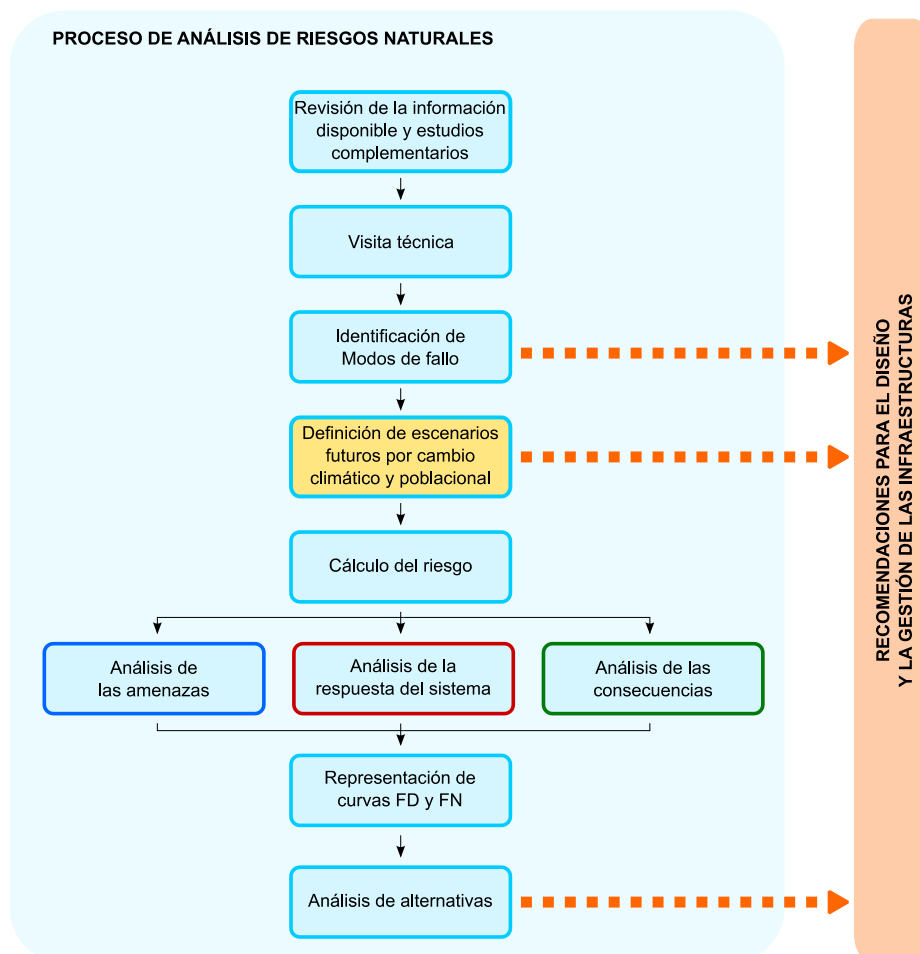 PROCESO DE ANÁLISIS DE RIESGOS NATURALES
Revisión de la información
disponible y estudios
complementarios
Visita técnica
Identificación de
Modos de fallo
Definición de escenarios
futuros por cambio
climático y poblacional
Cálculo del riesgo
Análisis de
las amenazas
Análisis de la
respuesta del sistema
Análisis de las
consecuencias
Representación de
curvas FD y FN
Análisis de alternativas
RECOMENDACIONES PARA EL DISEÑO
Y LA GESTIÓN DE LAS INFRAESTRUCTURAS